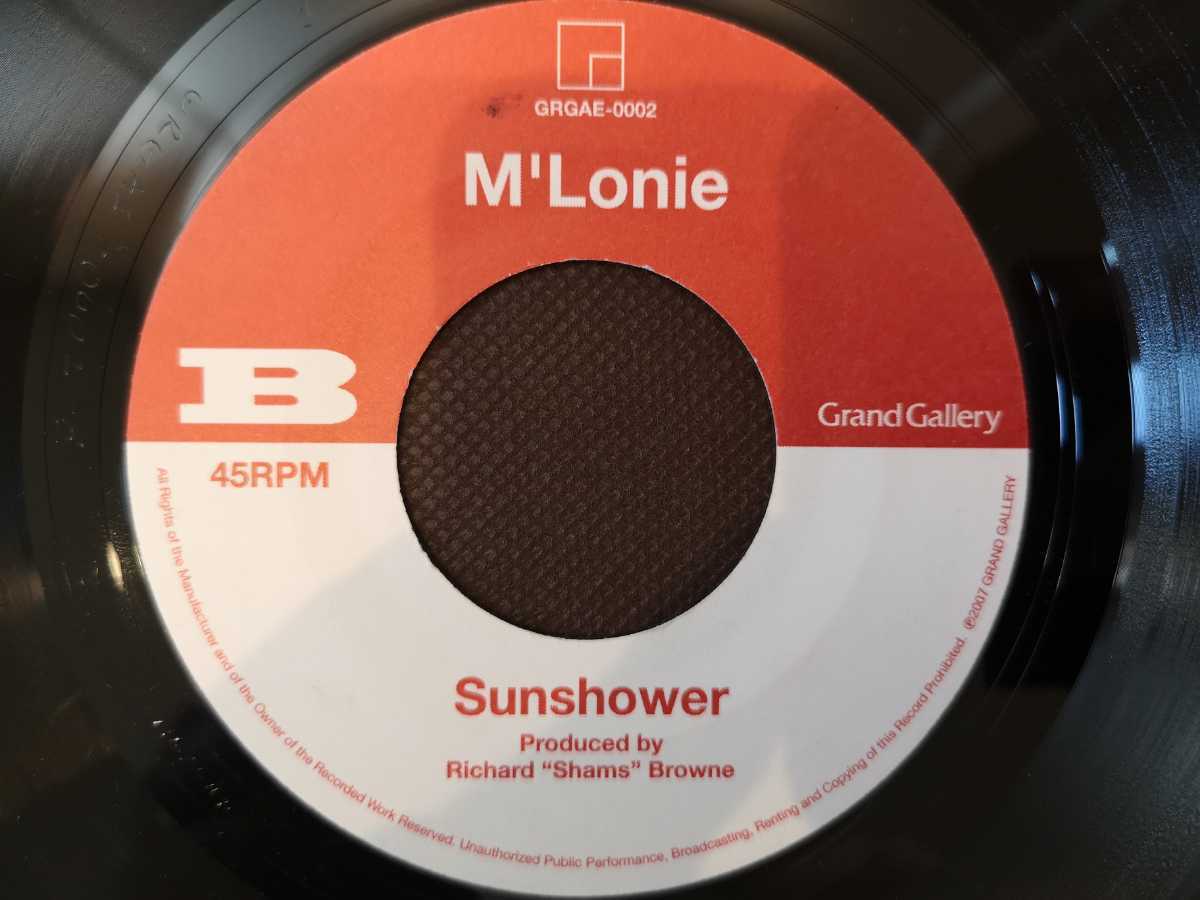 GRGAE-0002
M'Lonie
B
Grand Gallery
45RPM
Sunshower
Produced by
Richard “Shams” Browne
All Rights of the Manufacturer and of the Owner of the Recorded Work Reserved. Unauthorized Public Performance, Broadcasting, Renting and Copying of this Record Prohibited. ℗2007 GRAND GALLERY